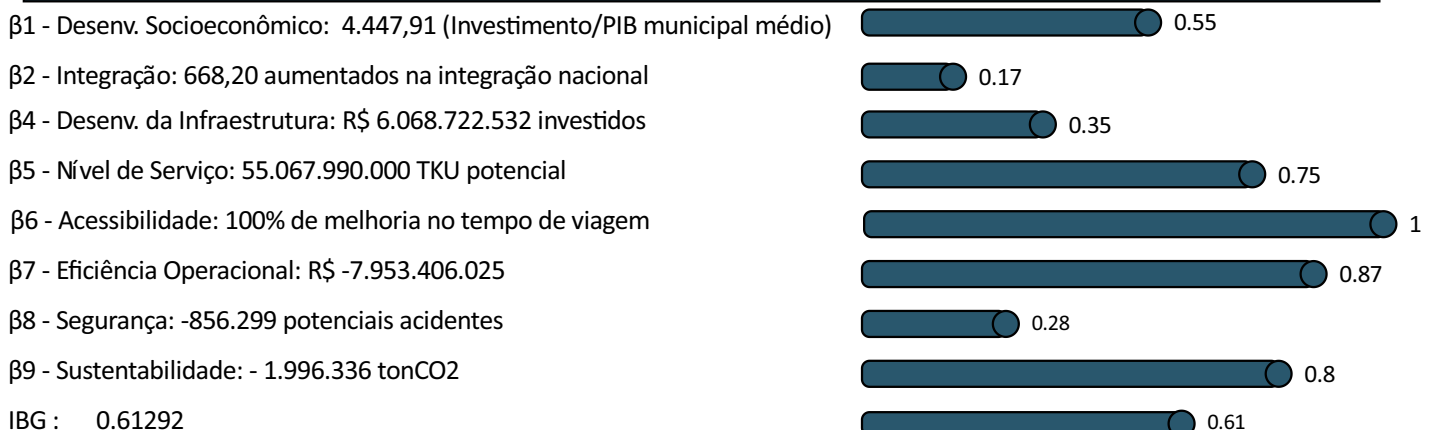 β1 - Desenv. Socioeconômico: 4.447,91 (Investimento/PIB municipal médio) 0.55
β2 - Integração: 668,20 aumentados na integração nacional 0.17
β4 - Desenv. da Infraestrutura: R$ 6.068.722.532 investidos 0.35
β5 - Nível de Serviço: 55.067.990.000 TKU potencial 0.75
β6 - Acessibilidade: 100% de melhoria no tempo de viagem 1
β7 - Eficiência Operacional: R$ -7.953.406.025 0.87
β8 - Segurança: -856.299 potenciais acidentes 0.28
β9 - Sustentabilidade: - 1.996.336 tonCO2 0.8
IBG : 0.61292 0.61